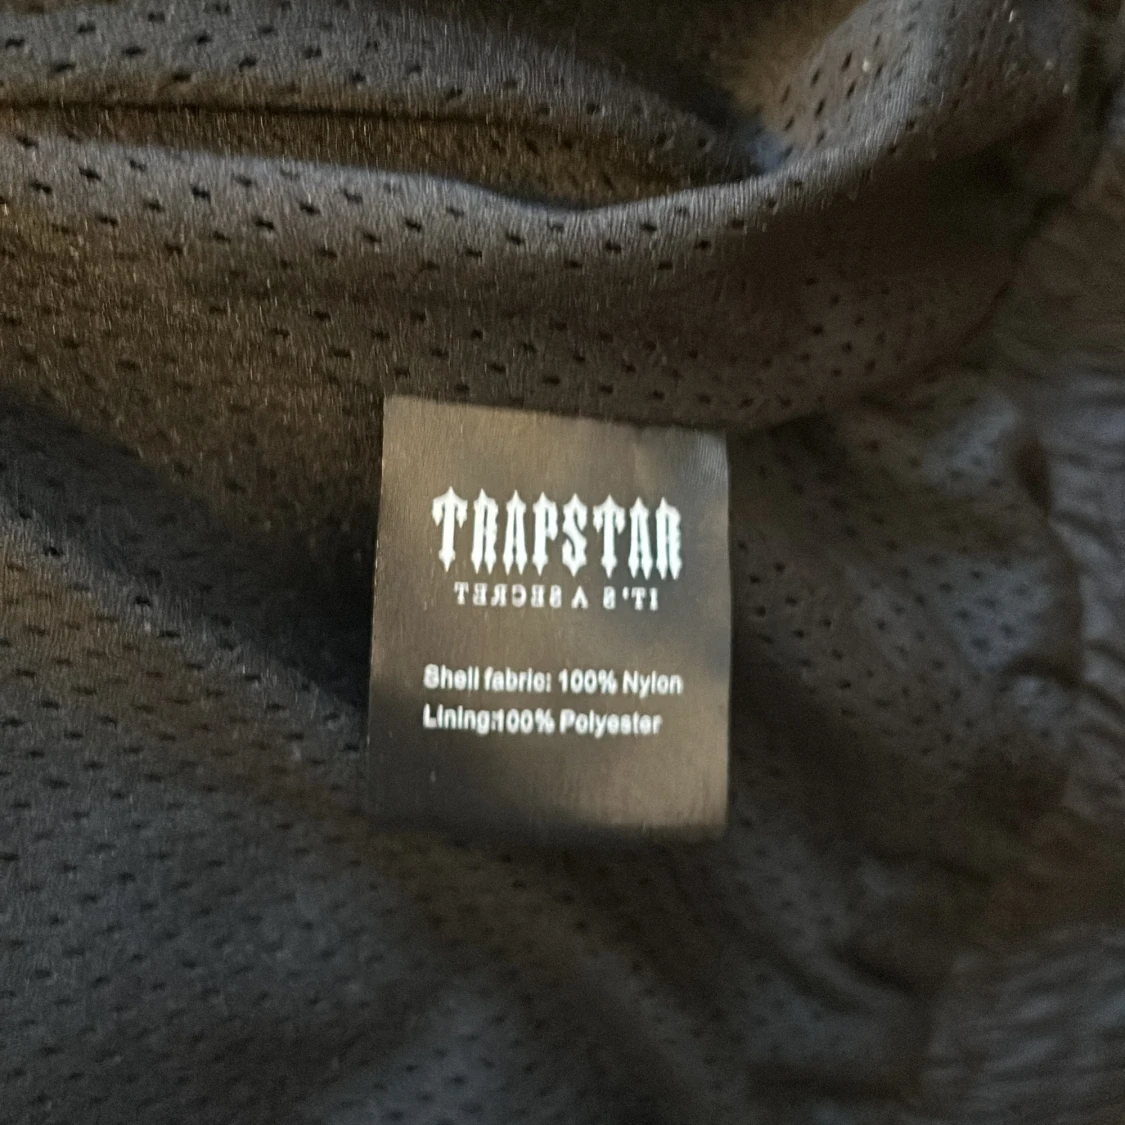 TRAPSTAR
IT'S A SECRET
Shell fabric: 100% Nylon
Lining:100% Polyester